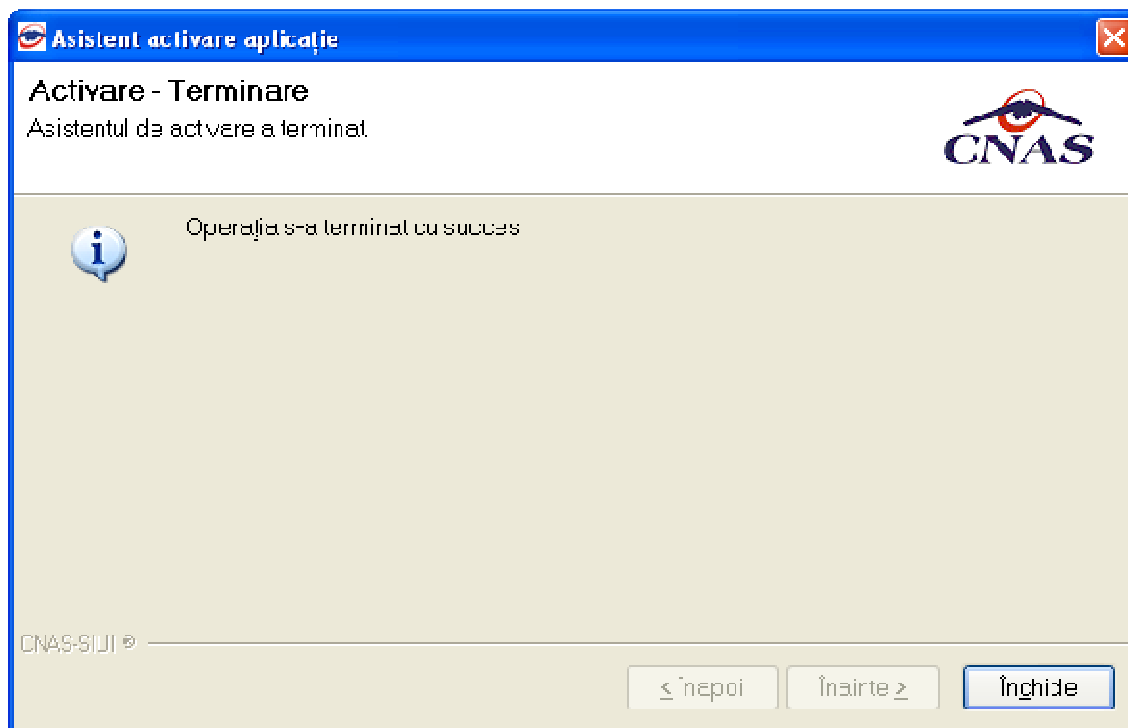 Asistent activare aplicație
Activare - Terminare
Asistentul de activare a terminat
CNAS
Operația s-a terminat cu succes
CNAS-SIUI ®
< Înapoi
Înainte >
Închide